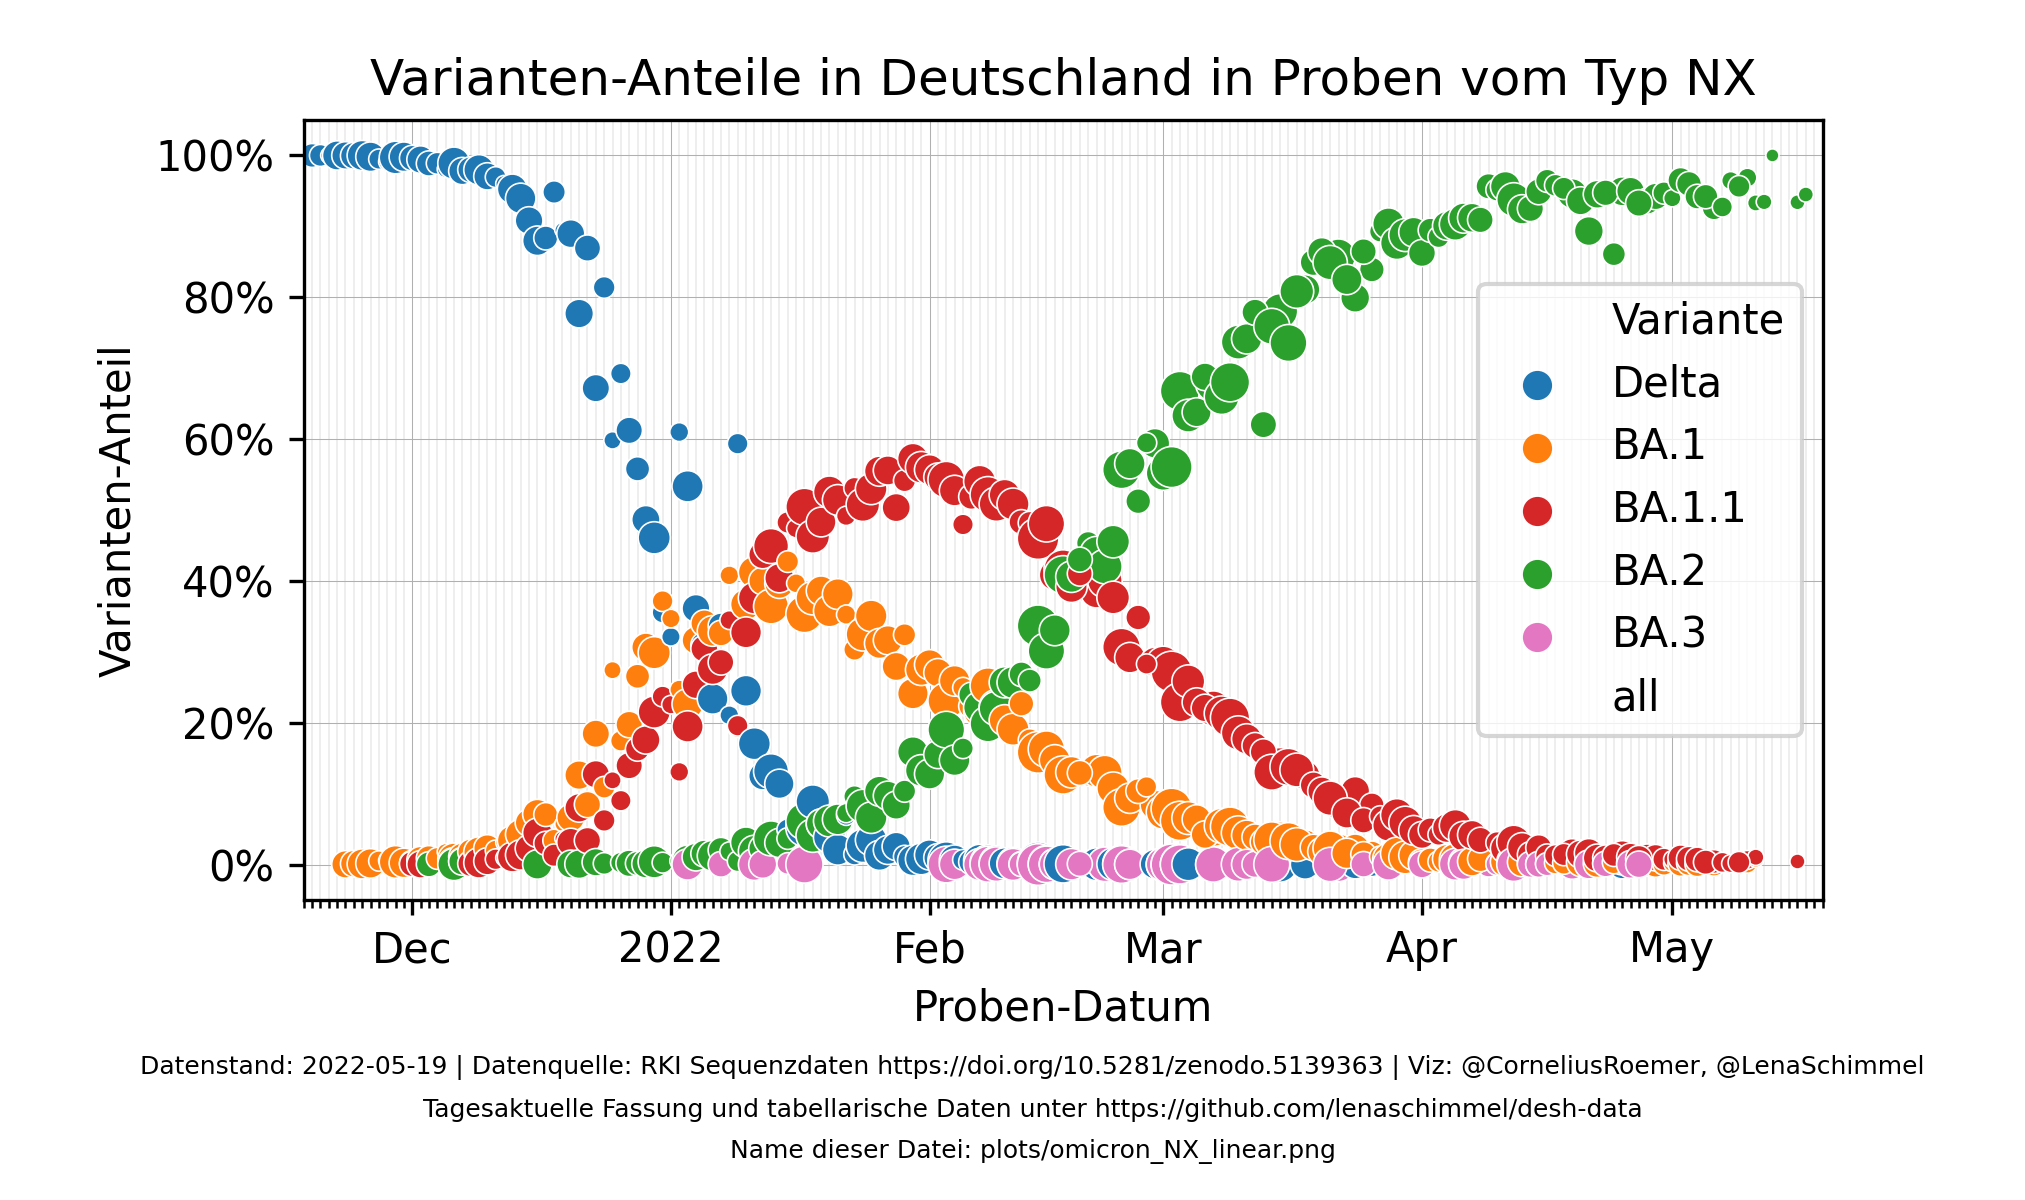 Varianten-Anteile in Deutschland in Proben vom Typ NX
100%
80%
60%
40%
20%
0%
Varianten-Anteil
Variante
Delta
BA.1
BA.1.1
BA.2
BA.3
all
Dec
2022
Feb
Mar
Apr
May
Proben-Datum
Datenstand: 2022-05-19 | Datenquelle: RKI Sequenzdaten https://doi.org/10.5281/zenodo.5139363 | Viz: @CorneliusRoemer, @LenaSchimmel
Tagesaktuelle Fassung und tabellarische Daten unter https://github.com/lenaschimmel/desh-data
Name dieser Datei: plots/omicron_NX_linear.png